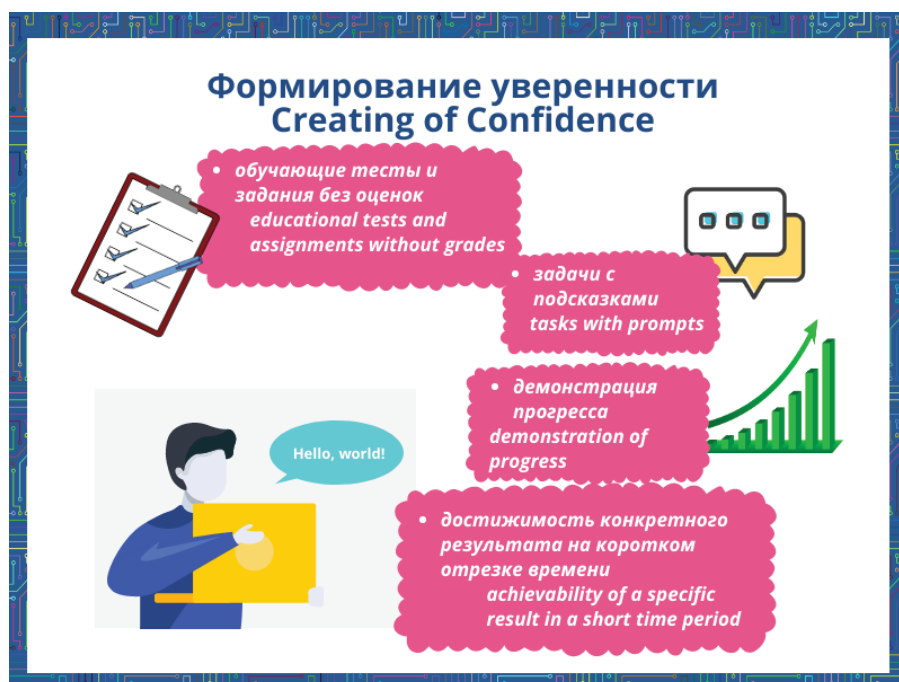 Формирование уверенности
Creating of Confidence
• обучающие тесты и
задания без оценок
educational tests and
assignments without grades
• задачи с
подсказками
tasks with prompts
• демонстрация
прогресса
demonstration of
progress
Hello, world!
• достижимость конкретного
результата на коротком
отрезке времени
achievability of a specific
result in a short time period